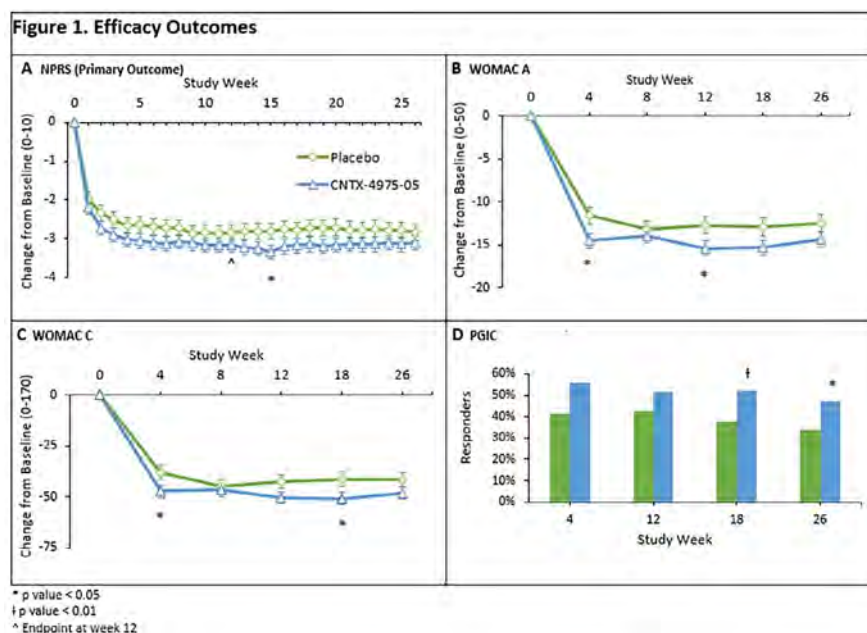 Figure 1. Efficacy Outcomes
A NPRS (Primary Outcome)
Study Week
0 5 10 15 20 25
Change from Baseline (0-10)
0
-1
-2
-3
-4
Placebo
CNTX-4975-05
^
*
B WOMAC A
Study Week
0 4 8 12 18 26
Change from Baseline (0-50)
0
-5
-10
-15
-20
*
*
C WOMAC C
Study Week
0 4 8 12 18 26
Change from Baseline (0-170)
0
-25
-50
-75
*
*
D PGIC
Responders
60%
50%
40%
30%
20%
10%
0%
ƚ
*
4 12 18 26
Study Week
* p value < 0.05
ƚ p value < 0.01
^ Endpoint at week 12